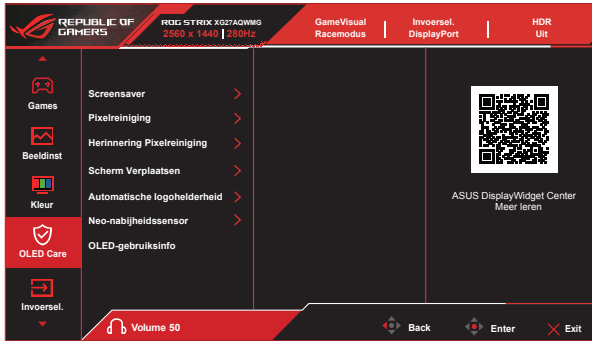 REPUBLIC OF
GAMERS
ROG STRIX XG27AQWMG
2560 x 1440 280Hz
GameVisual
Racemodus
Invoersel.
DisplayPort
HDR
Uit
Games
Beeldinst
Kleur
OLED Care
Invoersel.
Screensaver
Pixelreiniging
Herinnering Pixelreiniging
Scherm Verplaatsen
Automatische logohelderheid
Neo-nabijheidssensor
OLED-gebruiksinfo
ASUS DisplayWidget Center
Meer leren
Volume 50
Back
Enter
Exit